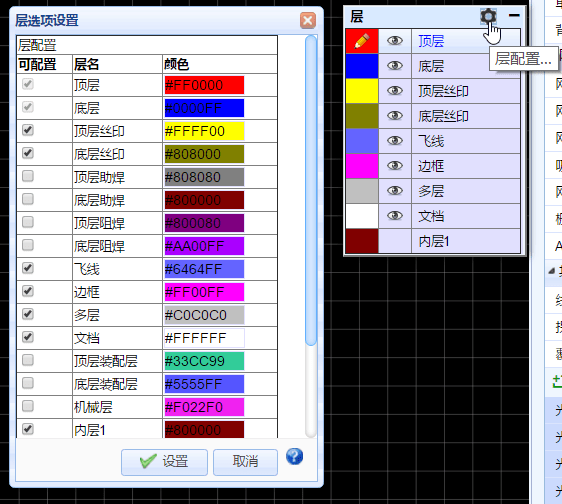 层选项设置
层配置
可配置 层名 颜色
顶层 #FF0000
底层 #0000FF
顶层丝印 #FFFF00
底层丝印 #808000
顶层助焊 #808080
底层助焊 #800000
顶层阻焊 #800080
底层阻焊 #AA00FF
飞线 #6464FF
边框 #FF00FF
多层 #C0C0C0
文档 #FFFFFF
顶层装配层 #33CC99
底层装配层 #5555FF
机械层 #F022F0
内层1 #800000
设置 取消
层
层配置...
顶层
底层
顶层丝印
底层丝印
飞线
边框
多层
文档
内层1